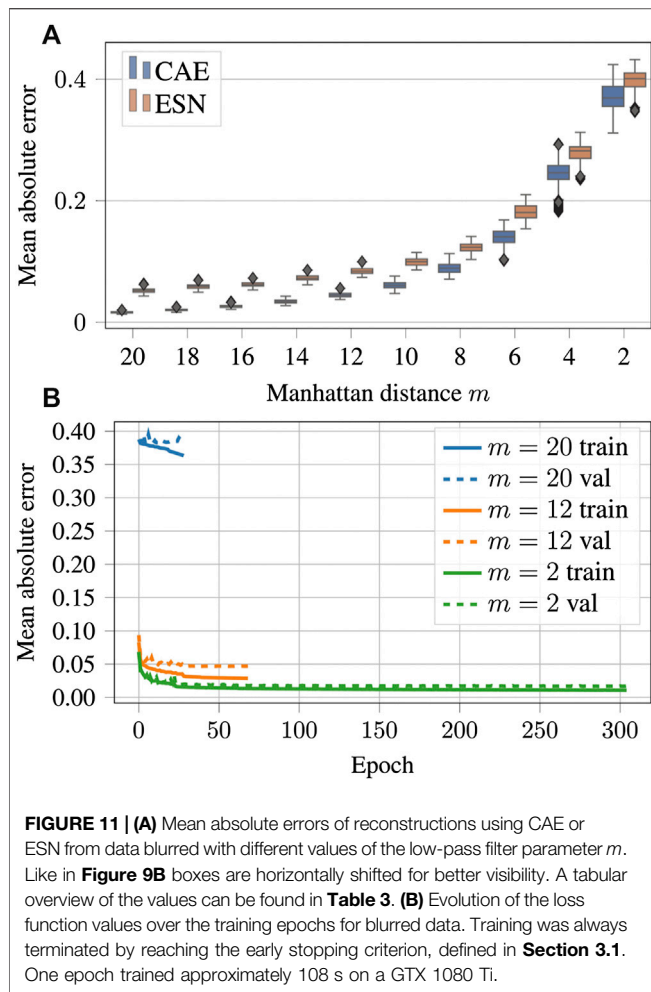 A
CAE
ESN
Mean absolute error
0.4
0.2
0
20 18 16 14 12 10 8 6 4 2
Manhattan distance m
B
Mean absolute error
0.40
0.35
0.30
0.25
0.20
0.15
0.10
0.05
0.00
m = 20 train
m = 20 val
m = 12 train
m = 12 val
m = 2 train
m = 2 val
0 50 100 150 200 250 300
Epoch
FIGURE 11 | (A) Mean absolute errors of reconstructions using CAE or
ESN from data blurred with different values of the low-pass filter parameter m.
Like in Figure 9B boxes are horizontally shifted for better visibility. A tabular
overview of the values can be found in Table 3. (B) Evolution of the loss
function values over the training epochs for blurred data. Training was always
terminated by reaching the early stopping criterion, defined in Section 3.1.
One epoch trained approximately 108 s on a GTX 1080 Ti.